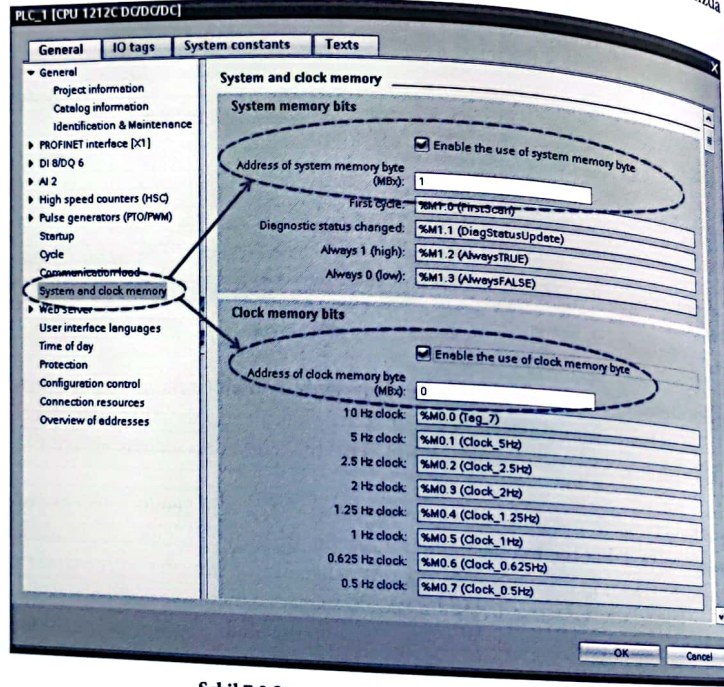 PLC_1 [CPU 1212C DC/DC/DC]
General IO tags System constants Texts
General
Project information
Catalog information
Identification & Maintenance
PROFINET interface [X1]
DI 8/DQ 6
AI 2
High speed counters (HSC)
Pulse generators (PTO/PWM)
Startup
Cycle
Communication load
System and clock memory
Web server
User interface languages
Time of day
Protection
Configuration control
Connection resources
Overview of addresses
System and clock memory
System memory bits
Enable the use of system memory byte
Address of system memory byte
(MBx): 1
First cycle: %M1.0 (FirstScan)
Diagnostic status changed: %M1.1 (DiagStatusUpdate)
Always 1 (high): %M1.2 (AlwaysTRUE)
Always 0 (low): %M1.3 (AlwaysFALSE)
Clock memory bits
Enable the use of clock memory byte
Address of clock memory byte
(MBx): 0
10 Hz clock: %M0.0 (Tag_7)
5 Hz clock: %M0.1 (Clock_5Hz)
2.5 Hz clock: %M0.2 (Clock_2.5Hz)
2 Hz clock: %M0.3 (Clock_2Hz)
1.25 Hz clock: %M0.4 (Clock_1.25Hz)
1 Hz clock: %M0.5 (Clock_1Hz)
0.625 Hz clock: %M0.6 (Clock_0.625Hz)
0.5 Hz clock: %M0.7 (Clock_0.5Hz)
OK Cancel